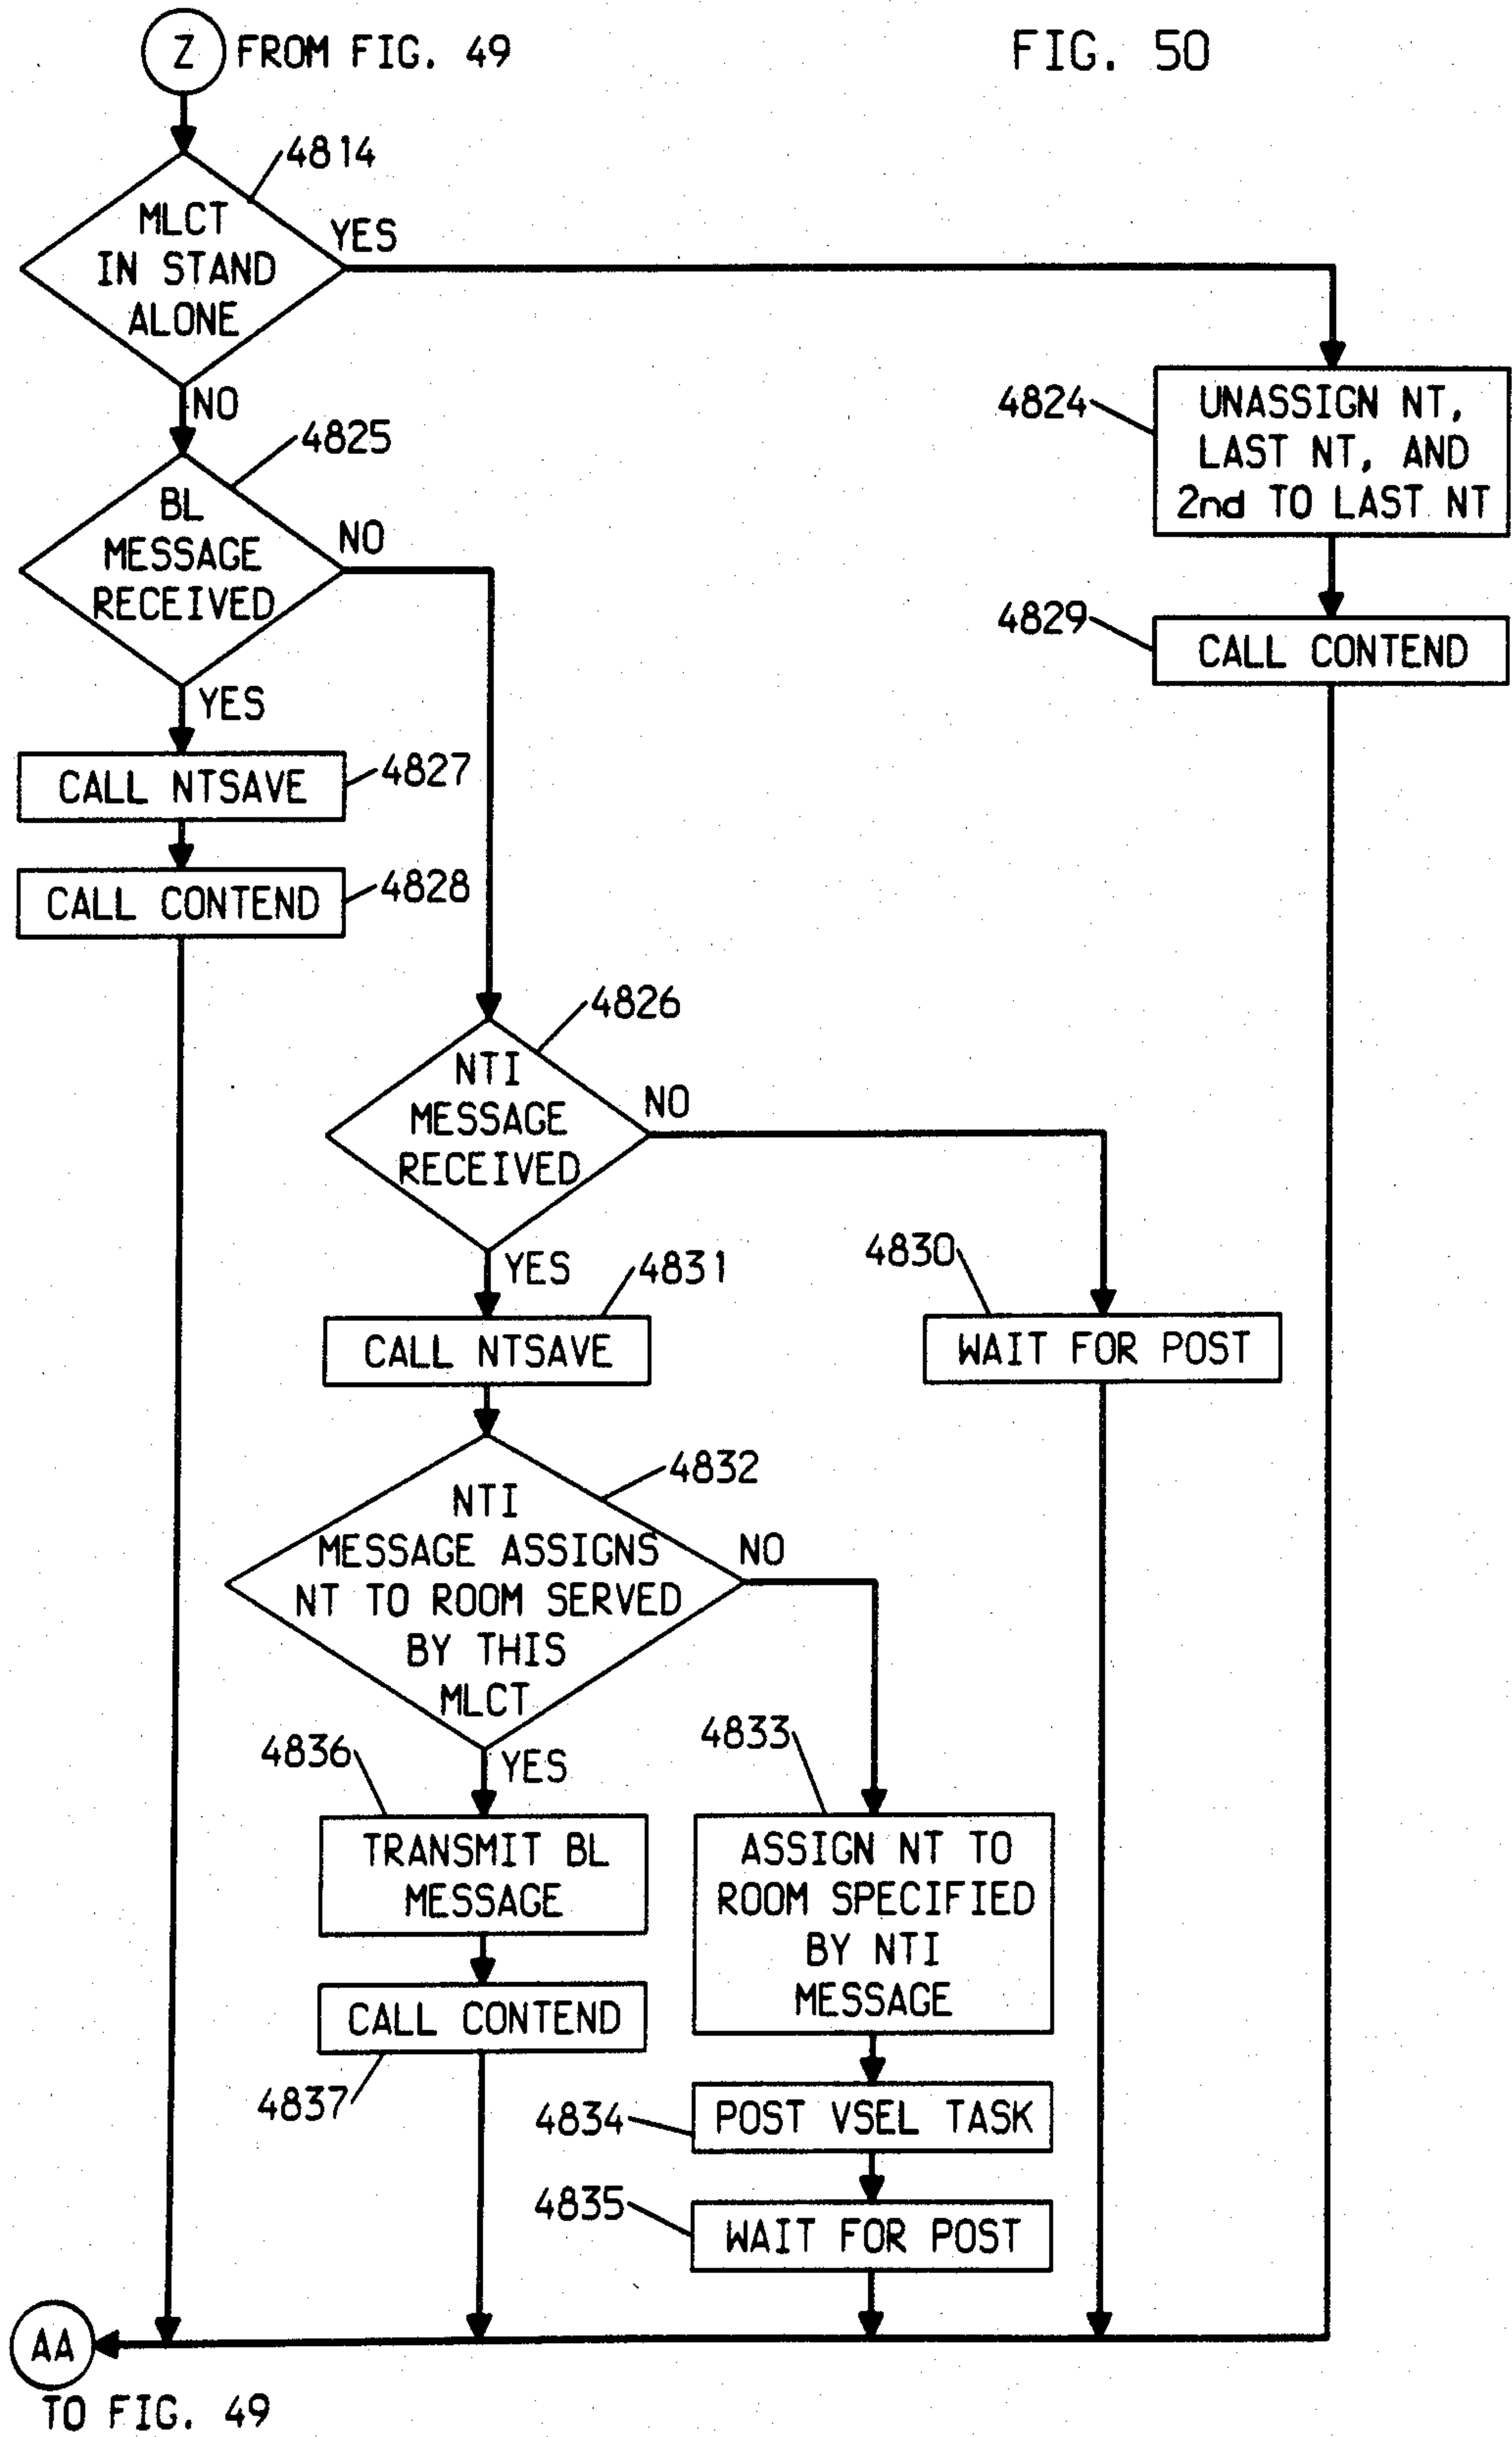 Z FROM FIG. 49
FIG. 50
4814
MLCT
IN STAND
ALONE
YES
NO
4825
BL
MESSAGE
RECEIVED
NO
YES
4824
UNASSIGN NT,
LAST NT, AND
2nd TO LAST NT
4829
CALL CONTEND
CALL NTSAVE
4827
CALL CONTEND
4828
4826
NTI
MESSAGE
RECEIVED
NO
YES
4831
4830
CALL NTSAVE
WAIT FOR POST
4832
NTI
MESSAGE ASSIGNS
NT TO ROOM SERVED
BY THIS
MLCT
NO
YES
4836
4833
TRANSMIT BL
MESSAGE
ASSIGN NT TO
ROOM SPECIFIED
BY NTI
MESSAGE
CALL CONTEND
4837
4834
POST VSEL TASK
4835
WAIT FOR POST
AA
TO FIG. 49